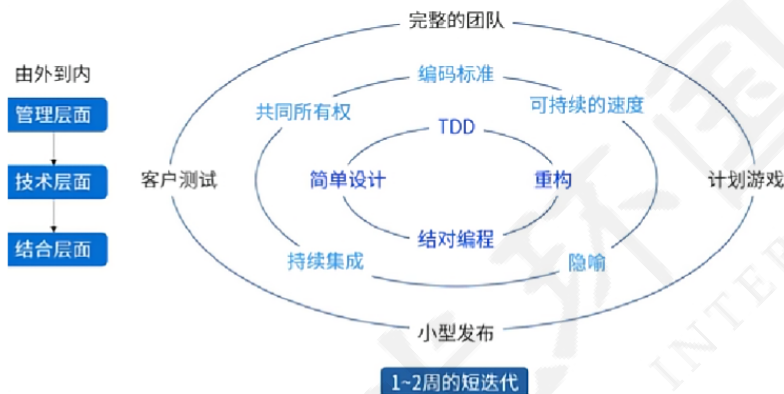 完整的团队
由外到内
编码标准
管理层面
共同所有权
可持续的速度
TDD
技术层面
客户测试
简单设计
重构
计划游戏
结对编程
结合层面
持续集成
隐喻
小型发布
1~2周的短迭代